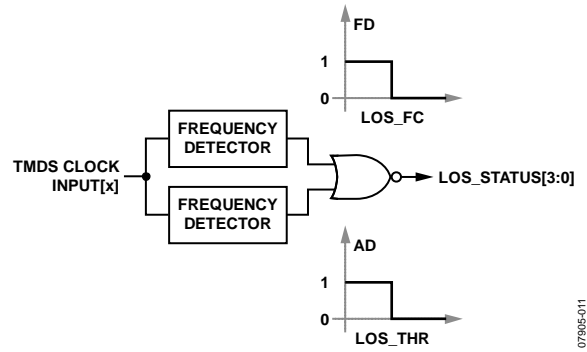 FD
1
0
LOS_FC
FREQUENCY
DETECTOR
TMDS CLOCK
INPUT[x]
LOS_STATUS[3:0]
FREQUENCY
DETECTOR
AD
1
0
LOS_THR
07905-011